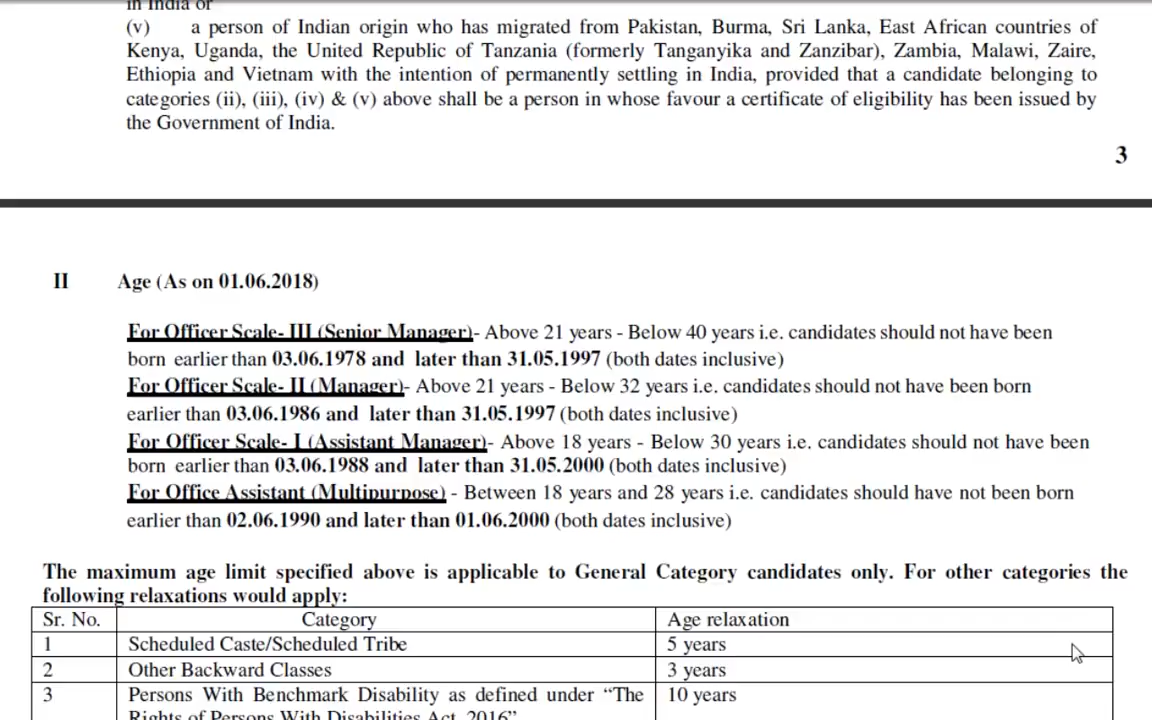 in India or
(v) a person of Indian origin who has migrated from Pakistan, Burma, Sri Lanka, East African countries of
Kenya, Uganda, the United Republic of Tanzania (formerly Tanganyika and Zanzibar), Zambia, Malawi, Zaire,
Ethiopia and Vietnam with the intention of permanently settling in India, provided that a candidate belonging to
categories (ii), (iii), (iv) & (v) above shall be a person in whose favour a certificate of eligibility has been issued by
the Government of India.
3
II Age (As on 01.06.2018)
For Officer Scale- III (Senior Manager)- Above 21 years - Below 40 years i.e. candidates should not have been
born earlier than 03.06.1978 and later than 31.05.1997 (both dates inclusive)
For Officer Scale- II (Manager)- Above 21 years - Below 32 years i.e. candidates should not have been born
earlier than 03.06.1986 and later than 31.05.1997 (both dates inclusive)
For Officer Scale- I (Assistant Manager)- Above 18 years - Below 30 years i.e. candidates should not have been
born earlier than 03.06.1988 and later than 31.05.2000 (both dates inclusive)
For Office Assistant (Multipurpose) - Between 18 years and 28 years i.e. candidates should have not been born
earlier than 02.06.1990 and later than 01.06.2000 (both dates inclusive)
The maximum age limit specified above is applicable to General Category candidates only. For other categories the
following relaxations would apply:
Sr. No. Category Age relaxation
1 Scheduled Caste/Scheduled Tribe 5 years
2 Other Backward Classes 3 years
3 Persons With Benchmark Disability as defined under “The 10 years
Rights of Persons With Disabilities Act, 2016”